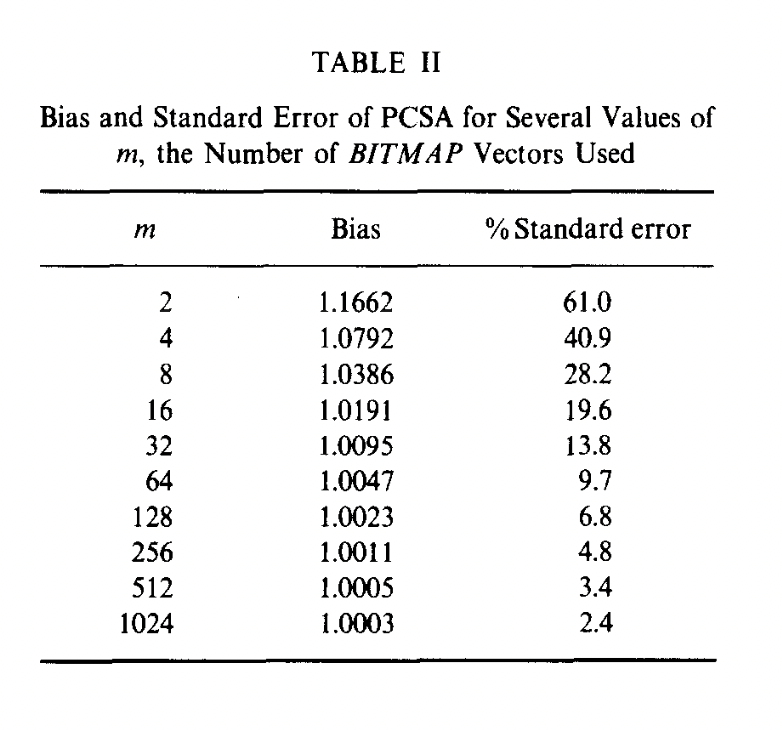 TABLE II
Bias and Standard Error of PCSA for Several Values of
m, the Number of BITMAP Vectors Used
m Bias % Standard error
2 1.1662 61.0
4 1.0792 40.9
8 1.0386 28.2
16 1.0191 19.6
32 1.0095 13.8
64 1.0047 9.7
128 1.0023 6.8
256 1.0011 4.8
512 1.0005 3.4
1024 1.0003 2.4